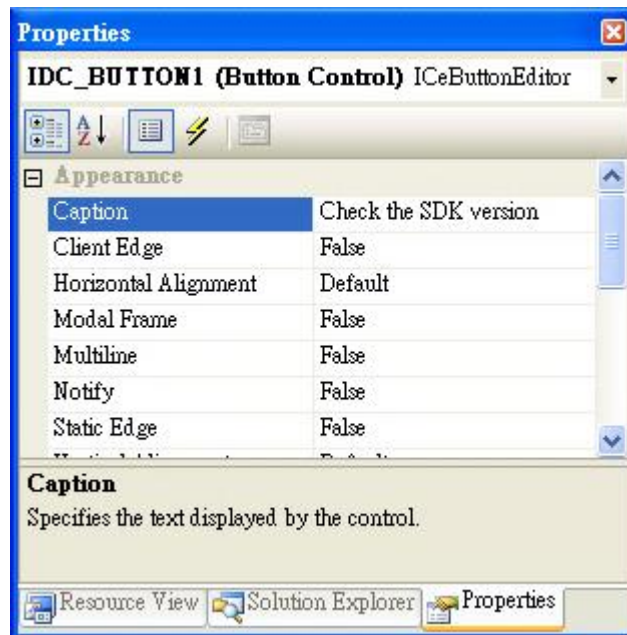 Properties
IDC_BUTTON1 (Button Control) ICeButtonEditor
Appearance
Caption Check the SDK version
Client Edge False
Horizontal Alignment Default
Modal Frame False
Multiline False
Notify False
Static Edge False
Caption
Specifies the text displayed by the control.
Resource View Solution Explorer Properties